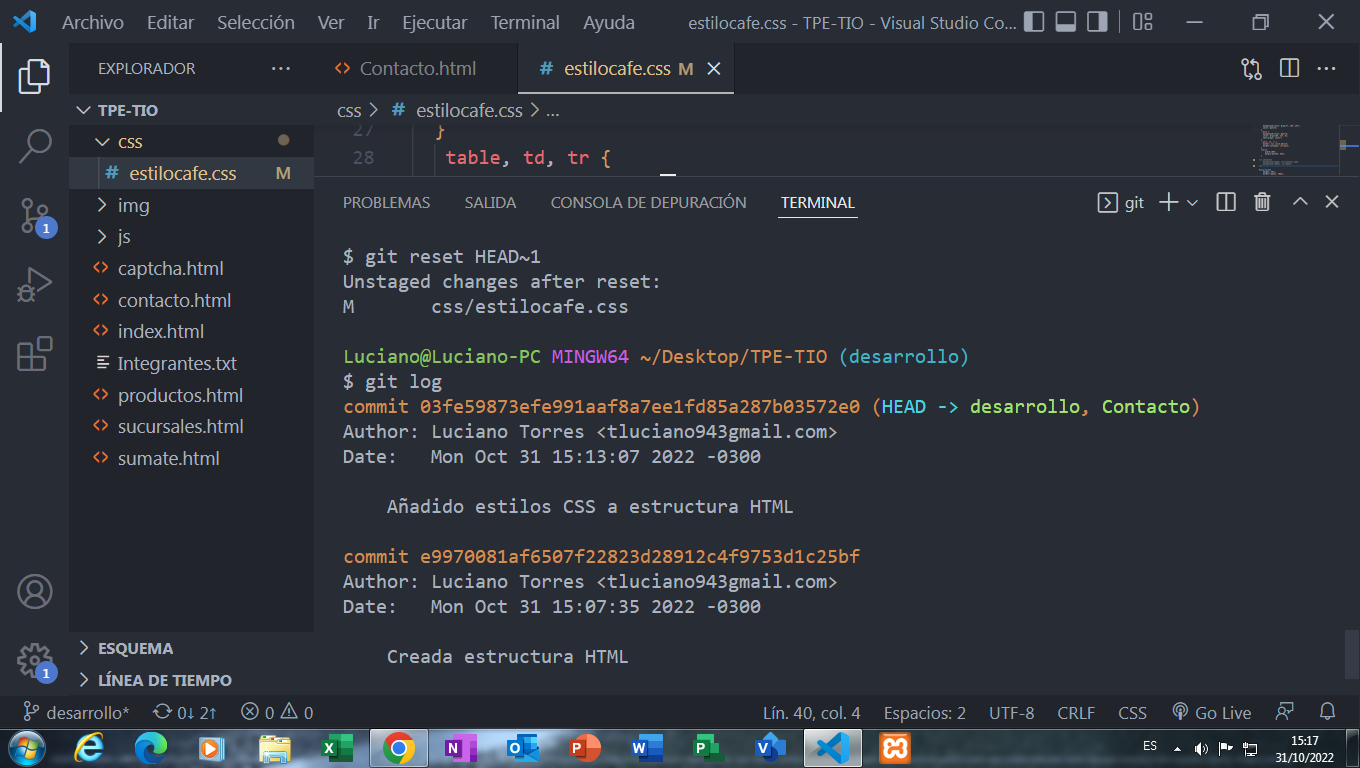 Archivo Editar Selección Ver Ir Ejecutar Terminal Ayuda estilocafe.css - TPE-TIO - Visual Studio Co...
EXPLORADOR
Contacto.html
# estilocafe.css M
TPE-TIO
css
# estilocafe.css M
img
js
captcha.html
contacto.html
index.html
Integrantes.txt
productos.html
sucursales.html
sumate.html
ESQUEMA
LÍNEA DE TIEMPO
1
1
css > # estilocafe.css > ...
27 }
28 table, td, tr {
PROBLEMAS SALIDA CONSOLA DE DEPURACIÓN TERMINAL git
$ git reset HEAD~1
Unstaged changes after reset:
M css/estilocafe.css
Luciano@Luciano-PC MINGW64 ~/Desktop/TPE-TIO (desarrollo)
$ git log
commit 03fe59873efe991aaf8a7ee1fd85a287b03572e0 (HEAD -> desarrollo, Contacto)
Author: Luciano Torres <tluciano943gmail.com>
Date: Mon Oct 31 15:13:07 2022 -0300
Añadido estilos CSS a estructura HTML
commit e9970081af6507f22823d28912c4f9753d1c25bf
Author: Luciano Torres <tluciano943gmail.com>
Date: Mon Oct 31 15:07:35 2022 -0300
Creada estructura HTML
desarrollo* 0↓ 2↑ 0 0 Lín. 40, col. 4 Espacios: 2 UTF-8 CRLF CSS Go Live
ES 15:17
31/10/2022